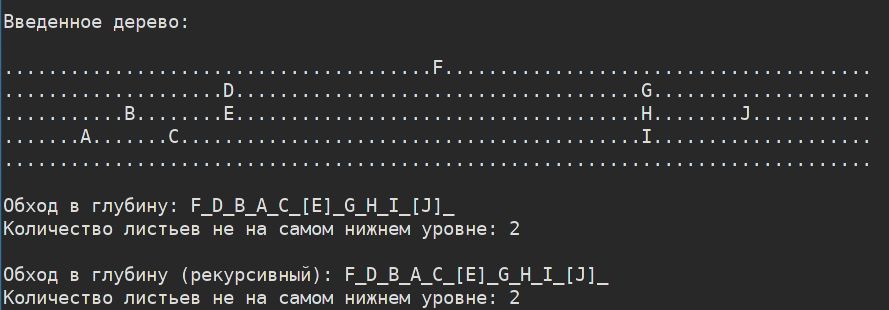 Введенное дерево:
.......................................F.......................................
....................D.....................................G....................
...........B........E.....................................H........J...........
.......A.......C..........................................I....................
...............................................................................
Обход в глубину: F_D_B_A_C_[E]_G_H_I_[J]_
Количество листьев не на самом нижнем уровне: 2
Обход в глубину (рекурсивный): F_D_B_A_C_[E]_G_H_I_[J]_
Количество листьев не на самом нижнем уровне: 2